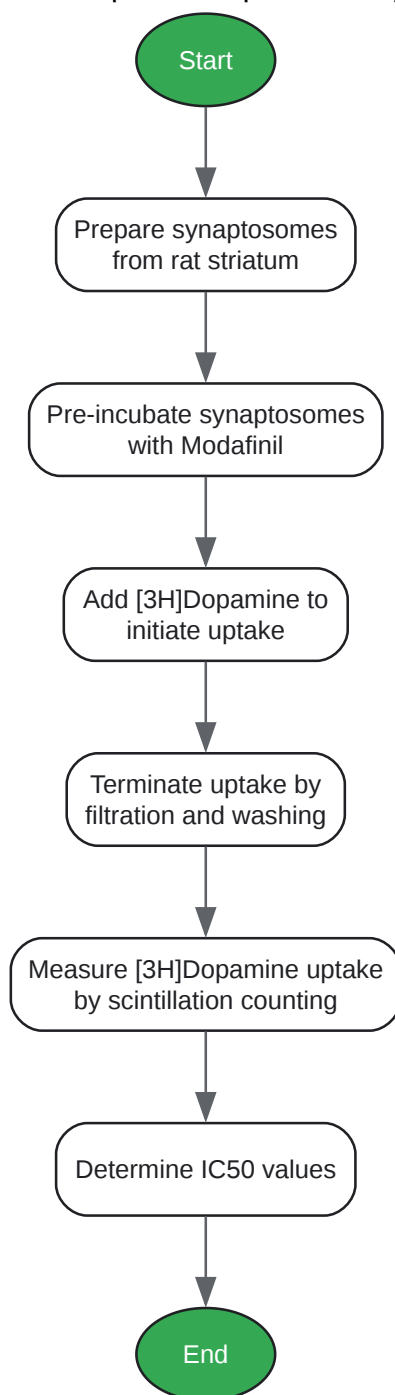 Start
Prepare synaptosomes
from rat striatum
Pre-incubate synaptosomes
with Modafinil
Add [3H]Dopamine to
initiate uptake
Terminate uptake by
filtration and washing
Measure [3H]Dopamine uptake
by scintillation counting
Determine IC50 values
End